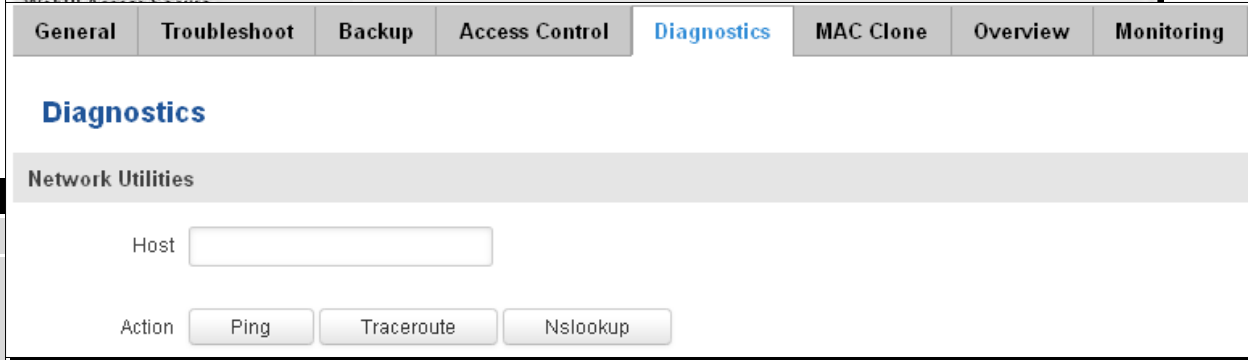 General Troubleshoot Backup Access Control Diagnostics MAC Clone Overview Monitoring
Diagnostics
Network Utilities
Host
Action Ping Traceroute Nslookup